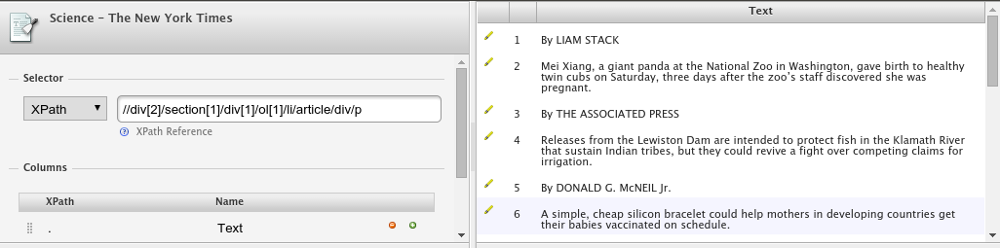 Science – The New York Times
Selector
XPath
//div[2]/section[1]/div[1]/ol[1]/li/article/div/p
? XPath Reference
Columns
XPath Name
. Text
Text
1 By LIAM STACK
2 Mei Xiang, a giant panda at the National Zoo in Washington, gave birth to healthy
twin cubs on Saturday, three days after the zoo’s staff discovered she was
pregnant.
3 By THE ASSOCIATED PRESS
4 Releases from the Lewiston Dam are intended to protect fish in the Klamath River
that sustain Indian tribes, but they could revive a fight over competing claims for
irrigation.
5 By DONALD G. McNEIL Jr.
6 A simple, cheap silicon bracelet could help mothers in developing countries get
their babies vaccinated on schedule.